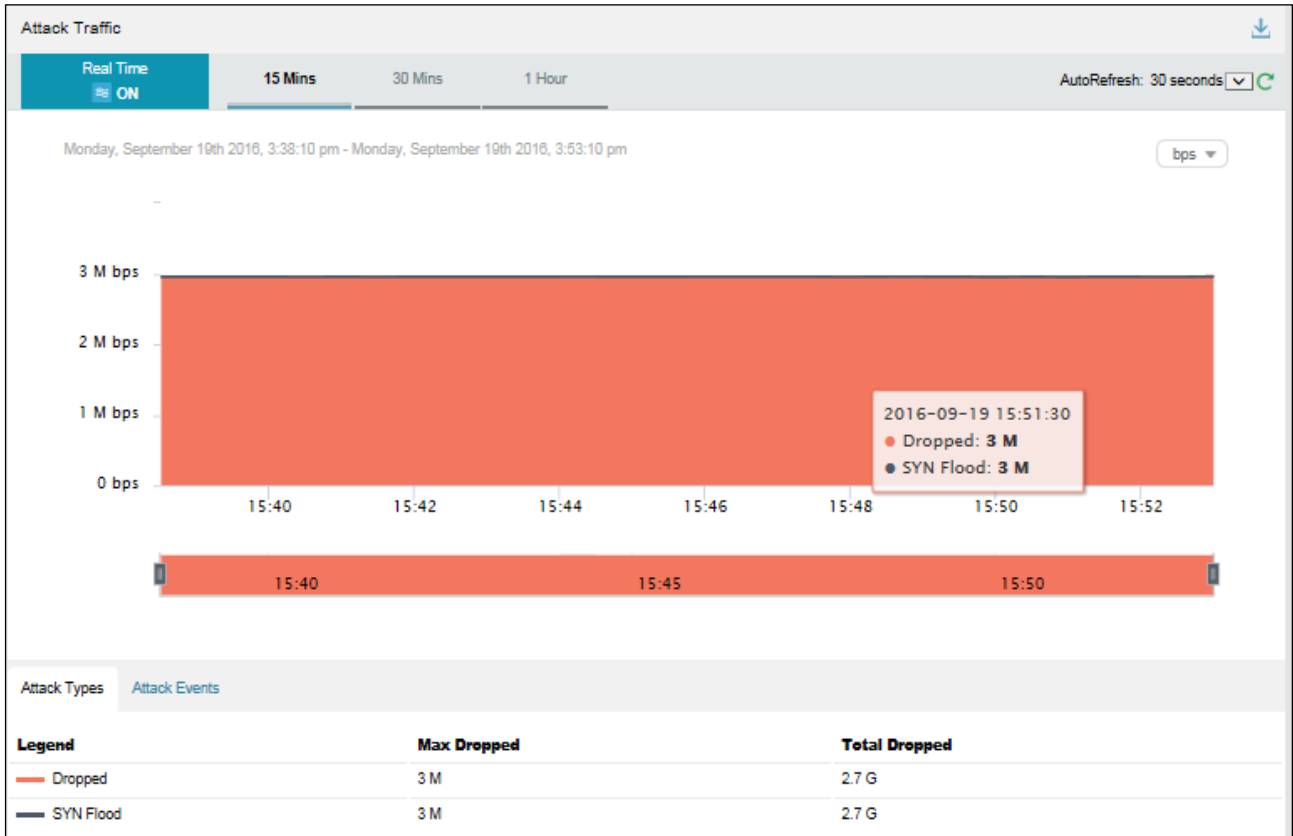 Attack Traffic
Real Time
ON
15 Mins
30 Mins
1 Hour
AutoRefresh: 30 seconds
Monday, September 19th 2016, 3:38:10 pm - Monday, September 19th 2016, 3:53:10 pm
bps
3 M bps
2 M bps
1 M bps
0 bps
2016-09-19 15:51:30
Dropped: 3 M
SYN Flood: 3 M
15:40 15:42 15:44 15:46 15:48 15:50 15:52
15:40 15:45 15:50
Attack Types Attack Events
Legend Max Dropped Total Dropped
Dropped 3 M 2.7 G
SYN Flood 3 M 2.7 G